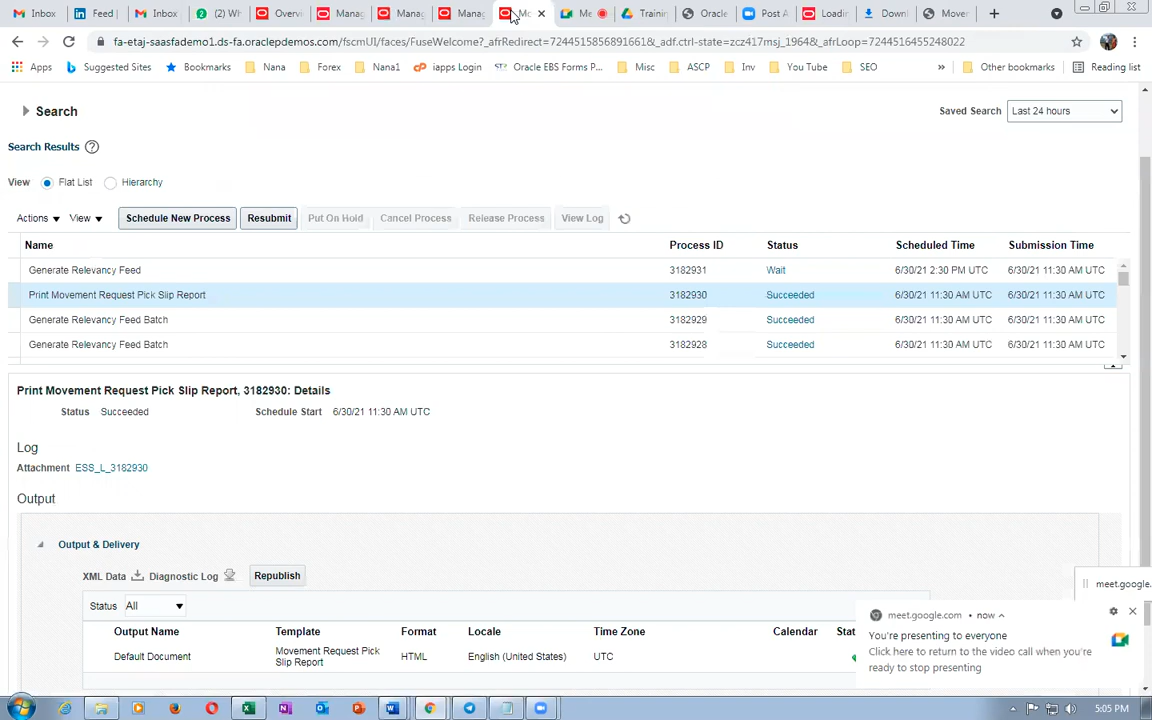 Inbox
Feed |
Inbox
2
(2) Wh
Overvi
Manag
Manag
Manag
Me
Trainin
Oracle
Post A
Loadin
Downl
Mover
fa-etaj-saasfademo1.ds-fa.oraclepdemos.com/fscmUI/faces/FuseWelcome?_afrRedirect=7244515856891661&_adf.ctrl-state=zcz417msj_1964&_afrLoop=7244516455248022
Apps
Suggested Sites
Bookmarks
Nana
Forex
Nana1
iapps Login
Oracle EBS Forms P...
Misc
ASCP
Inv
You Tube
SEO
»
Other bookmarks
Reading list
Search
Saved Search
Last 24 hours
Search Results
View
Flat List
Hierarchy
Actions
View
Schedule New Process
Resubmit
Put On Hold
Cancel Process
Release Process
View Log
Name Process ID Status Scheduled Time Submission Time
Generate Relevancy Feed 3182931 Wait 6/30/21 2:30 PM UTC 6/30/21 11:30 AM UTC
Print Movement Request Pick Slip Report 3182930 Succeeded 6/30/21 11:30 AM UTC 6/30/21 11:30 AM UTC
Generate Relevancy Feed Batch 3182929 Succeeded 6/30/21 11:30 AM UTC 6/30/21 11:30 AM UTC
Generate Relevancy Feed Batch 3182928 Succeeded 6/30/21 11:30 AM UTC 6/30/21 11:30 AM UTC
Print Movement Request Pick Slip Report, 3182930: Details
Status Succeeded
Schedule Start 6/30/21 11:30 AM UTC
Log
Attachment ESS_L_3182930
Output
Output & Delivery
XML Data
Diagnostic Log
Republish
Status All
Output Name Template Format Locale Time Zone Calendar Stat
Default Document Movement Request Pick Slip Report HTML English (United States) UTC
meet.google.
meet.google.com • now
You're presenting to everyone
Click here to return to the video call when you're
ready to stop presenting
5:05 PM